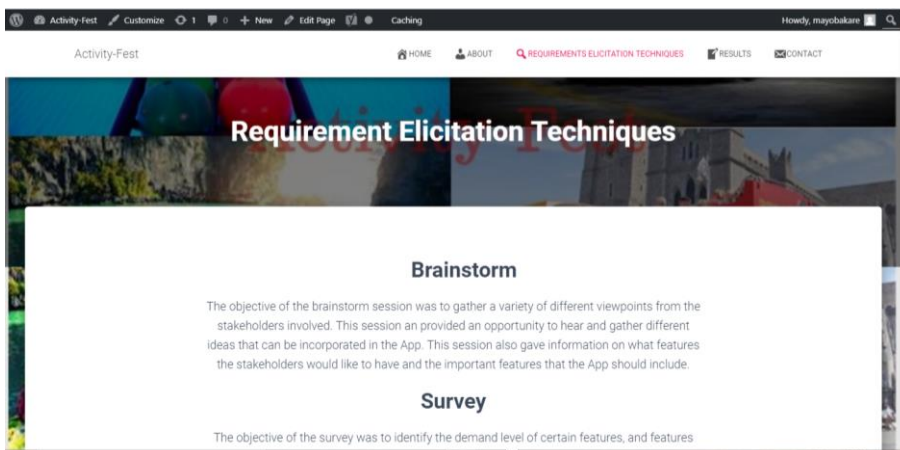 Activity-Fest Customize 1 0 New Edit Page Caching Howdy, mayobakare
Activity-Fest HOME ABOUT REQUIREMENTS ELICITATION TECHNIQUES RESULTS CONTACT
Activity Fest
Requirement Elicitation Techniques
Brainstorm
The objective of the brainstorm session was to gather a variety of different viewpoints from the
stakeholders involved. This session an provided an opportunity to hear and gather different
ideas that can be incorporated in the App. This session also gave information on what features
the stakeholders would like to have and the important features that the App should include.
Survey
The objective of the survey was to identify the demand level of certain features, and features